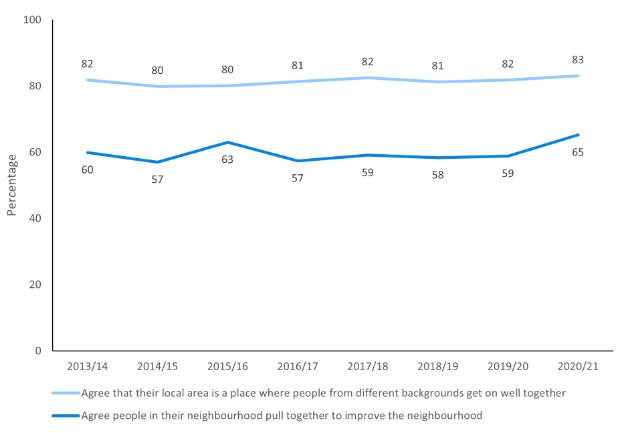 100
80
60
40
20
0
Percentage
82 80 80 81 82 81 82 83
60 57 63 57 59 58 59 65
2013/14 2014/15 2015/16 2016/17 2017/18 2018/19 2019/20 2020/21
Agree that their local area is a place where people from different backgrounds get on well together
Agree people in their neighbourhood pull together to improve the neighbourhood